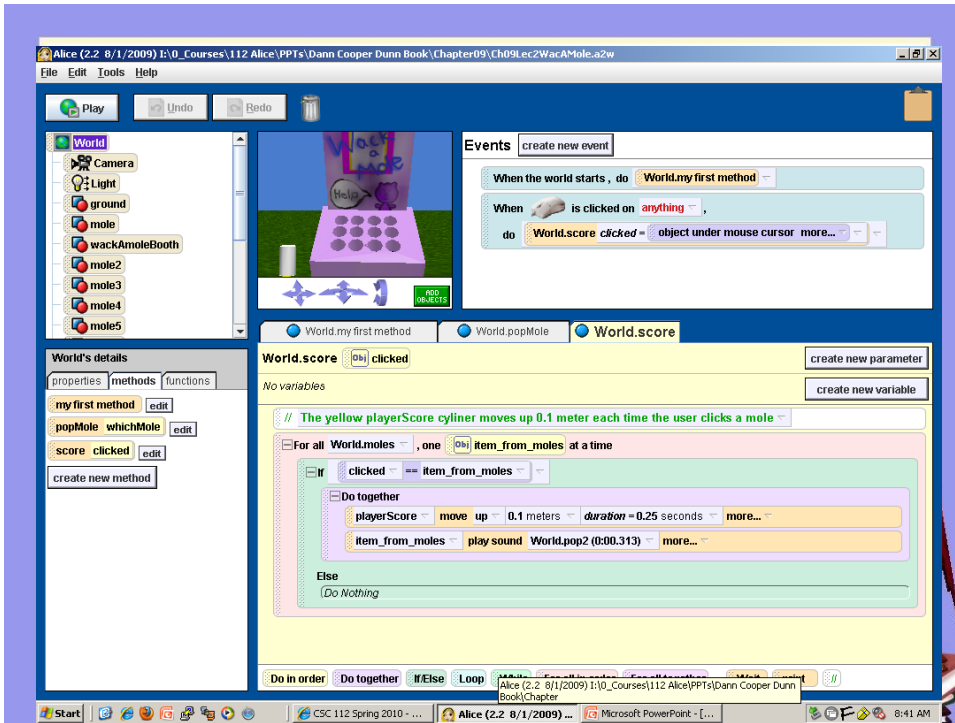 Alice (2.2 8/1/2009) I:\0_Courses\112 Alice\PPTs\Dann Cooper Dunn Book\Chapter09\Ch09Lec2WacAMole.a2w
File Edit Tools Help
Play Undo Redo
World
Camera
Light
ground
mole
wackAmoleBooth
mole2
mole3
mole4
mole5
Wack
a
Mole
Help
ADD
OBJECTS
Events create new event
When the world starts , do World.my first method
When is clicked on anything ,
do World.score clicked = object under mouse cursor more...
World's details
properties methods functions
my first method edit
popMole whichMole edit
score clicked edit
create new method
World.my first method World.popMole World.score
World.score Obj clicked create new parameter
No variables create new variable
// The yellow playerScore cyliner moves up 0.1 meter each time the user clicks a mole
For all World.moles , one Obj item_from_moles at a time
If clicked == item_from_moles
Do together
playerScore move up 0.1 meters duration = 0.25 seconds more...
item_from_moles play sound World.pop2 (0:00.313) more...
Else
(Do Nothing
Do in order Do together If/Else Loop While //
Alice (2.2 8/1/2009) I:\0_Courses\112 Alice\PPTs\Dann Cooper Dunn
Book\Chapter
Start CSC 112 Spring 2010 - ... Alice (2.2 8/1/2009) ... Microsoft PowerPoint - [... 8:41 AM